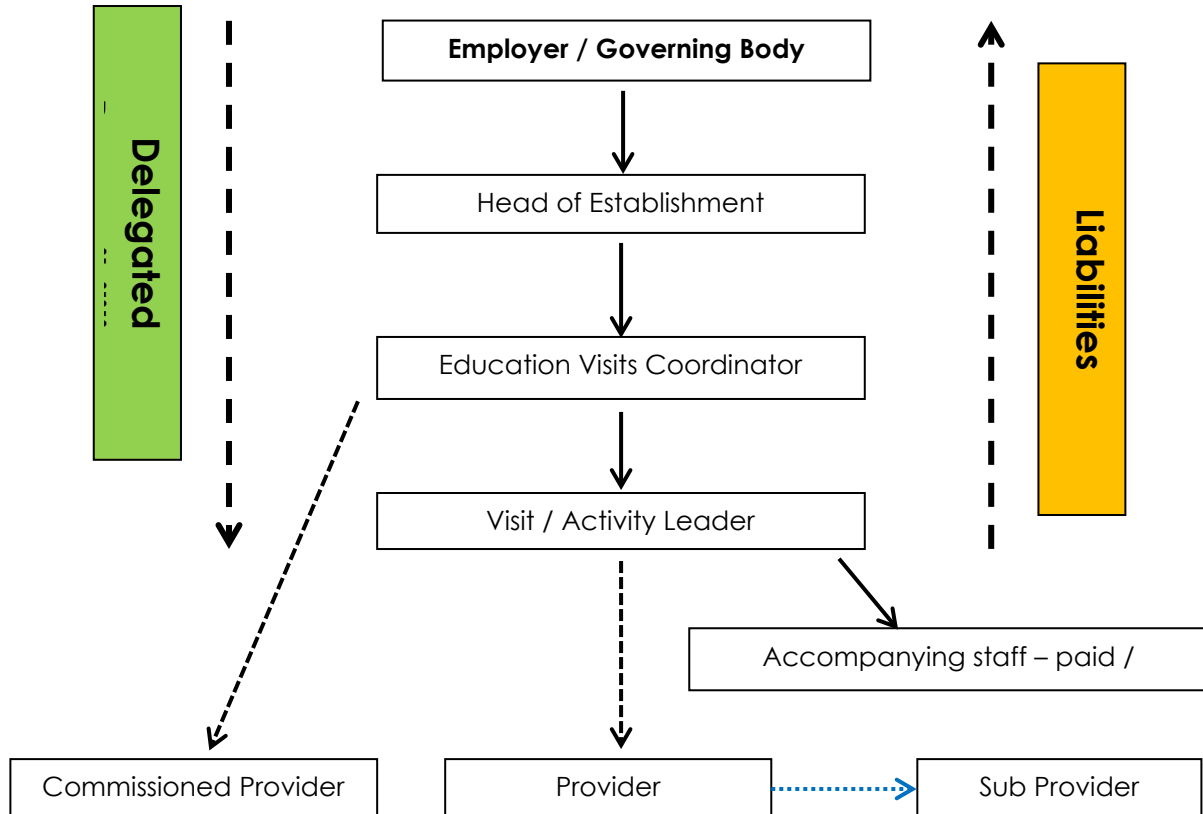 Employer / Governing Body
Delegated
Head of Establishment
Liabilities
Education Visits Coordinator
Visit / Activity Leader
Accompanying staff – paid /
Commissioned Provider
Provider
Sub Provider